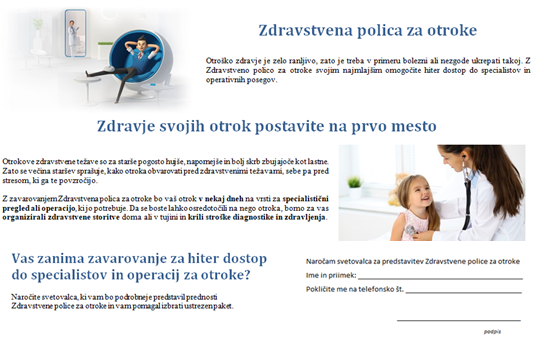 Zdravstvena polica za otroke
Otroško zdravje je zelo ranljivo, zato je treba v primeru bolezni ali nezgode ukrepati takoj. Z
Zdravstveno polico za otroke svojim najmlajšim omogočite hiter dostop do specialistov in
operativnih posegov.
Zdravje svojih otrok postavite na prvo mesto
Otrokove zdravstvene težave so za starše pogosto hujše, napornejše in bolj skrb zbujajoče kot lastne.
Zato se večina staršev sprašuje, kako otroka obvarovati pred zdravstvenimi težavami, sebe pa pred
stresom, ki ga te povzročijo.
Z zavarovanjem Zdravstvena polica za otroke bo vaš otrok v nekaj dneh na vrsti za specialistični
pregled ali operacijo, ki jo potrebuje. Da se boste lahko osredotočili na nego otroka, bomo za vas
organizirali zdravstvene storitve doma ali v tujini in krili stroške diagnostike in zdravljenja.
Vas zanima zavarovanje za hiter dostop
do specialistov in operacij za otroke?
Naročite svetovalca, ki vam bo podrobneje predstavil prednosti
Zdravstvene police za otroke in vam pomagal izbrati ustrezen paket.
Naročam svetovalca za predstavitev Zdravstvene police za otroke
Ime in priimek:
Pokličite me na telefonsko št.
podpis